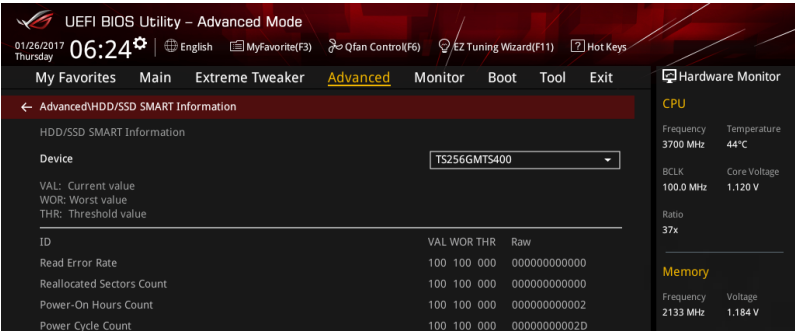 UEFI BIOS Utility – Advanced Mode
01/26/2017 Thursday 06:24 English MyFavorite(F3) Qfan Control(F6) EZ Tuning Wizard(F11) ? Hot Keys
My Favorites Main Extreme Tweaker Advanced Monitor Boot Tool Exit
← Advanced\HDD/SSD SMART Information
HDD/SSD SMART Information
Device TS256GMTS400
VAL: Current value
WOR: Worst value
THR: Threshold value
ID VAL WOR THR Raw
Read Error Rate 100 100 000 000000000000
Reallocated Sectors Count 100 100 000 000000000000
Power-On Hours Count 100 100 000 000000000002
Power Cycle Count 100 100 000 00000000002D
Hardware Monitor
CPU
Frequency Temperature
3700 MHz 44°C
BCLK Core Voltage
100.0 MHz 1.120 V
Ratio
37x
Memory
Frequency Voltage
2133 MHz 1.184 V